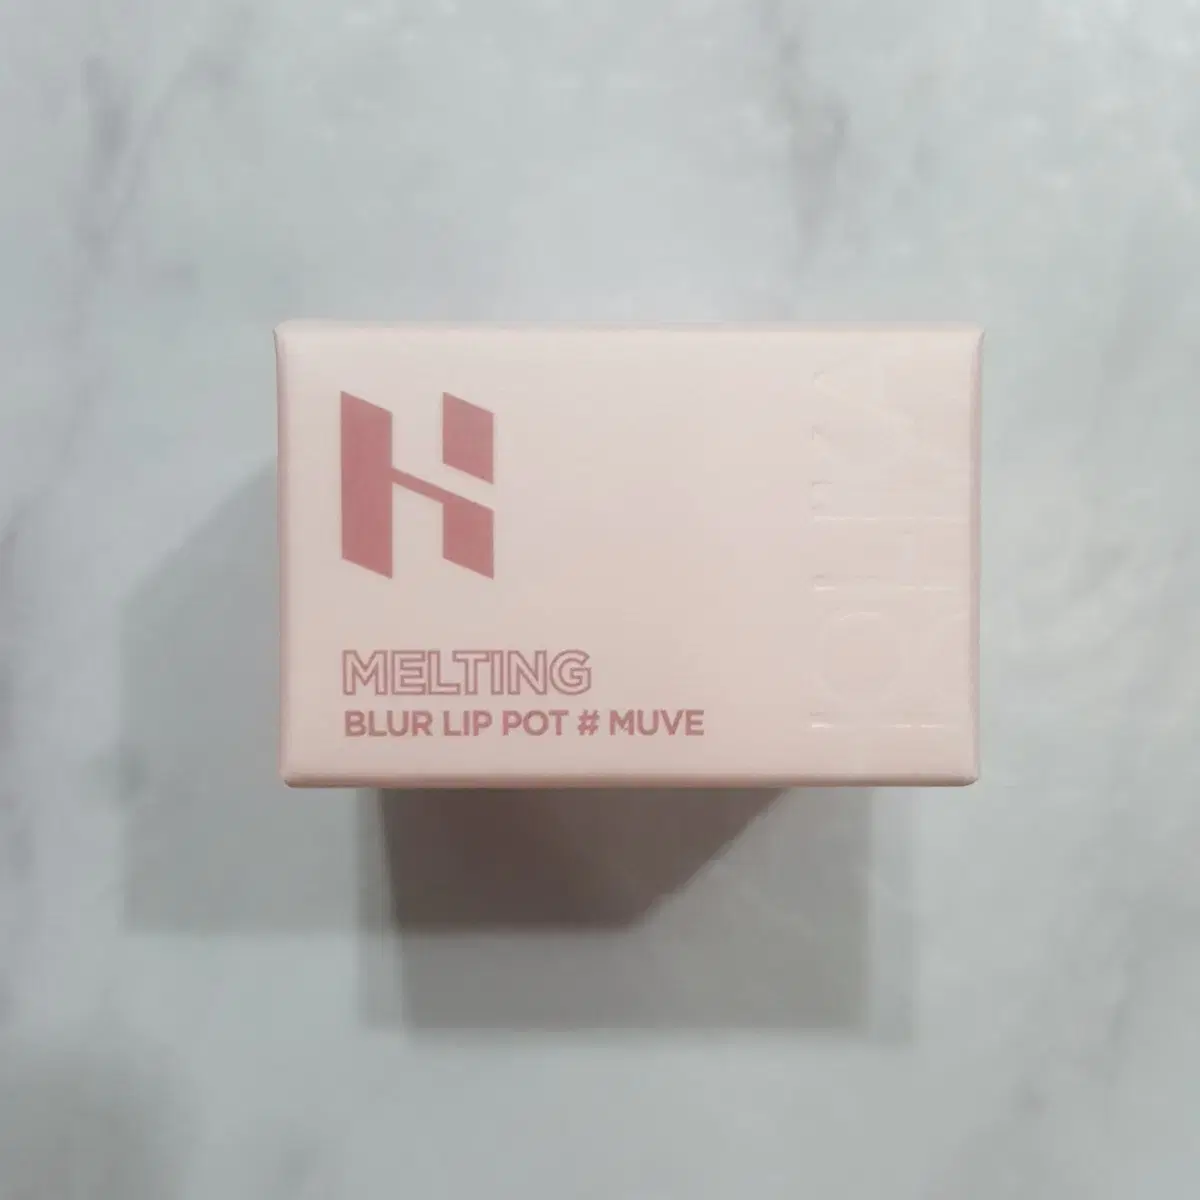 H
MELTING
BLUR LIP POT # MUVE